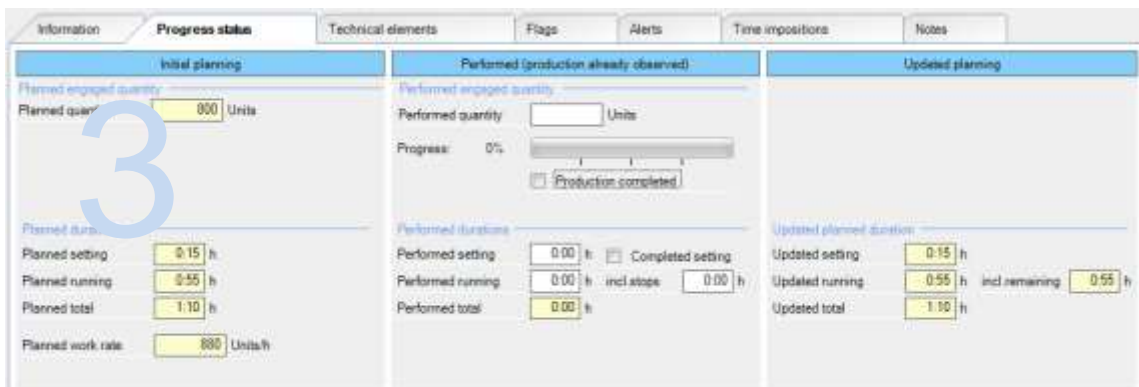 Information Progress status Technical elements Flags Alerts Time impositions Notes
Initial planning Performed (production already observed) Updated planning
Planned engaged quantity Performed engaged quantity
Planned quantity 800 Units
Performed quantity Units
Progress: 0%
Production completed
3
Planned durations Performed durations Updated planned duration
Planned setting 0:15 h Performed setting 0:00 h Completed setting Updated setting 0:15 h
Planned running 0:55 h Performed running 0:00 h incl.stops 0:00 h Updated running 0:55 h incl.remaining 0:55 h
Planned total 1:10 h Performed total 0:00 h Updated total 1:10 h
Planned work rate 880 Units/h